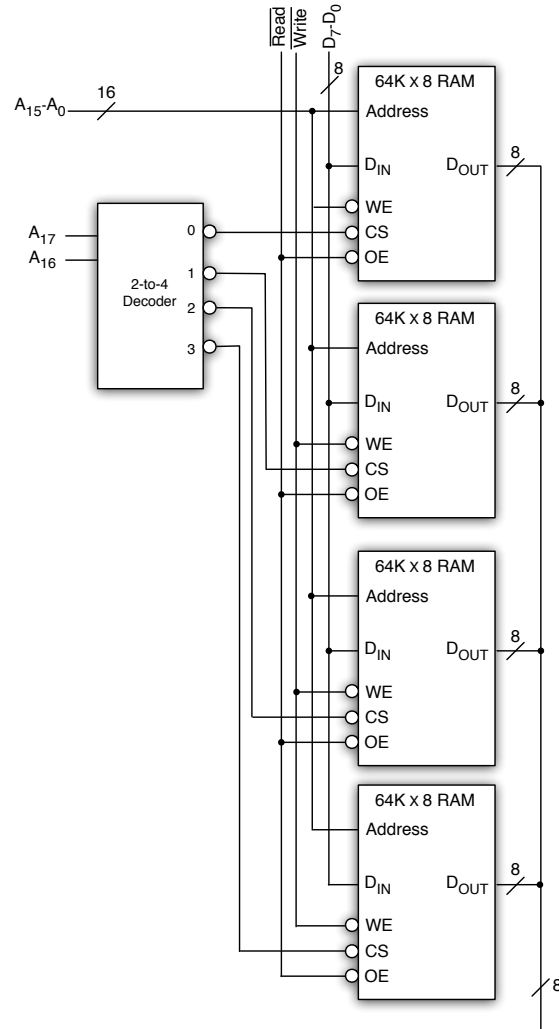 Read
Write
D7-D0
8
A15-A0
16
64K x 8 RAM
Address
DIN
DOUT
8
WE
CS
OE
A17
A16
2-to-4
Decoder
0
1
2
3
64K x 8 RAM
Address
DIN
DOUT
8
WE
CS
OE
64K x 8 RAM
Address
DIN
DOUT
8
WE
CS
OE
64K x 8 RAM
Address
DIN
DOUT
8
WE
CS
OE
8